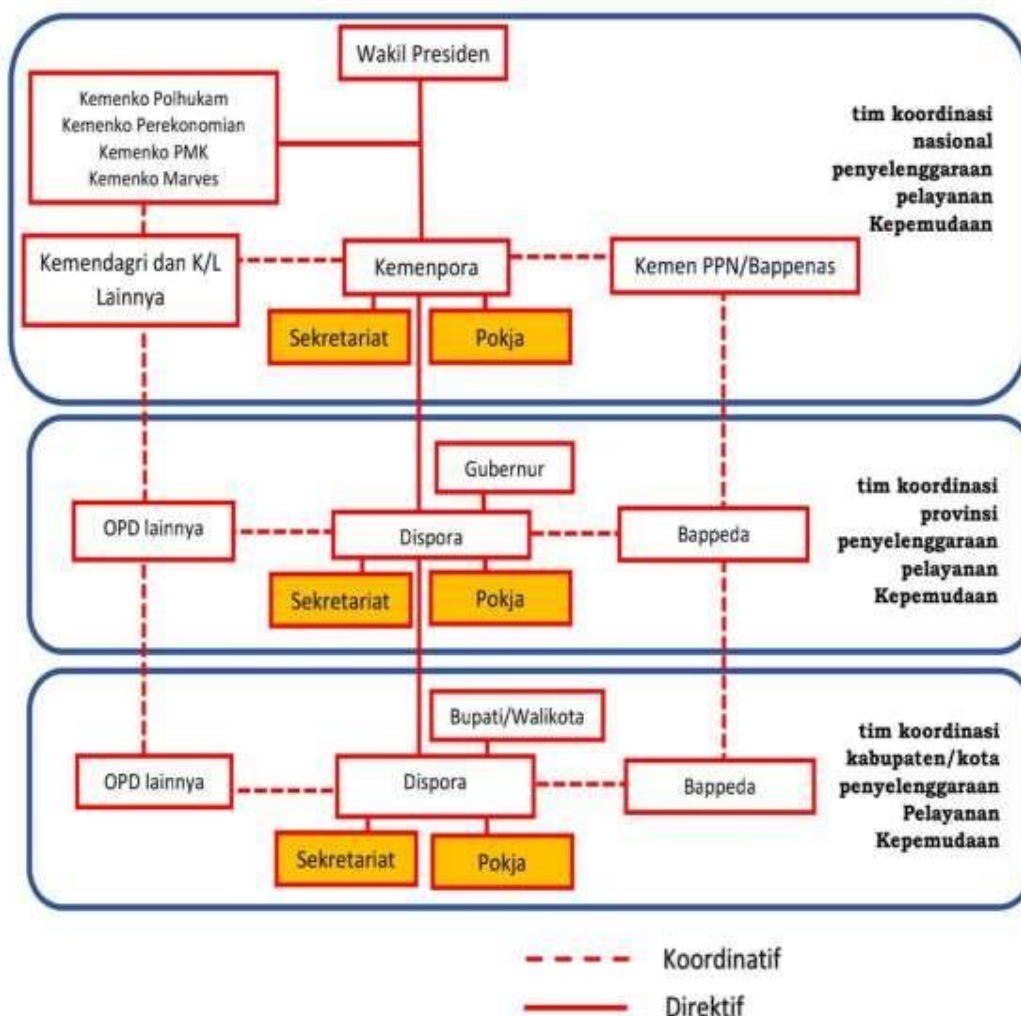 Wakil Presiden
Kemenko Polhukam
Kemenko Perekonomian
Kemenko PMK
Kemenko Marves
tim koordinasi
nasional
penyelenggaraan
pelayanan
Kepemudaan
Kemendagri dan K/L
Lainnya
Kemenpora
Kemen PPN/Bappenas
Sekretariat
Pokja
Gubernur
OPD lainnya
Dispora
Bappeda
Sekretariat
Pokja
tim koordinasi
provinsi
penyelenggaraan
pelayanan
Kepemudaan
Bupati/Walikota
OPD lainnya
Dispora
Bappeda
Sekretariat
Pokja
tim koordinasi
kabupaten/kota
penyelenggaraan
Pelayanan
Kepemudaan
Koordinatif
Direktif